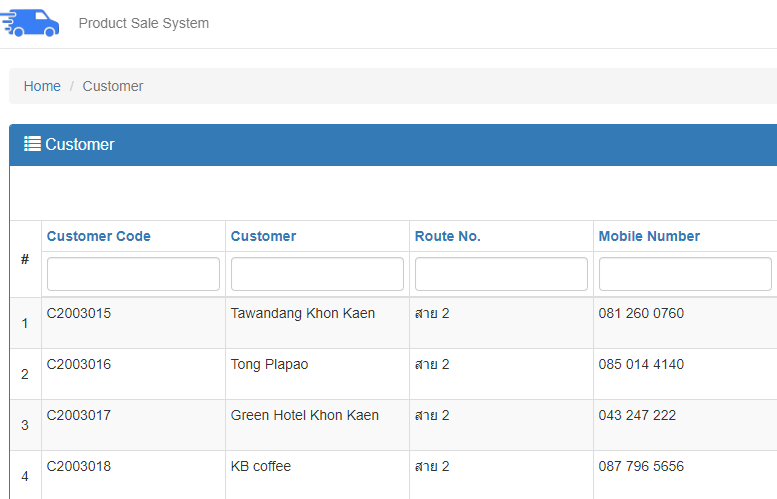 Product Sale System
Home / Customer
Customer
# Customer Code Customer Route No. Mobile Number
1 C2003015 Tawandang Khon Kaen สาย 2 081 260 0760
2 C2003016 Tong Plapao สาย 2 085 014 4140
3 C2003017 Green Hotel Khon Kaen สาย 2 043 247 222
4 C2003018 KB coffee สาย 2 087 796 5656